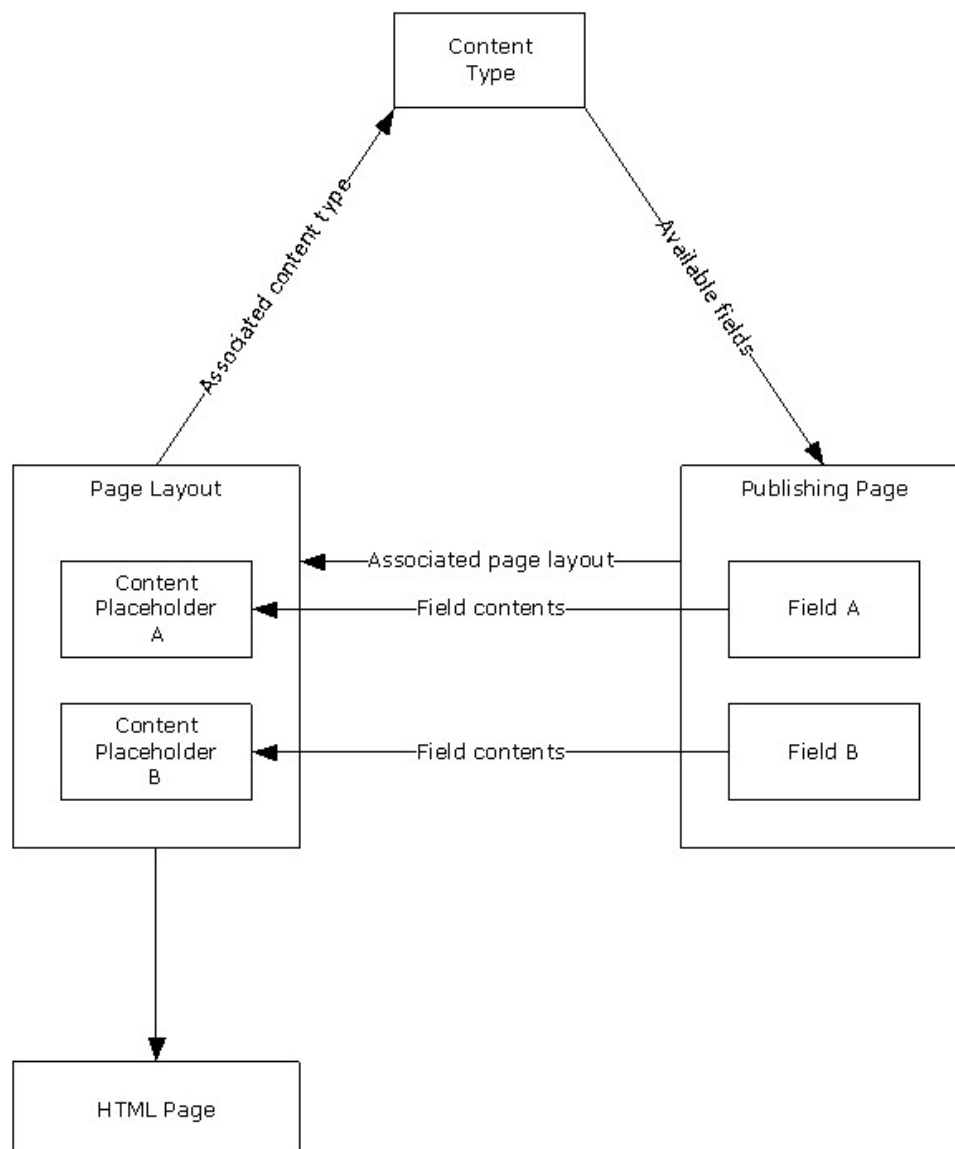 Content
Type
Associated content type
Available fields
Page Layout
Publishing Page
Associated page layout
Content
Placeholder
A
Field contents
Field A
Content
Placeholder
B
Field contents
Field B
HTML Page